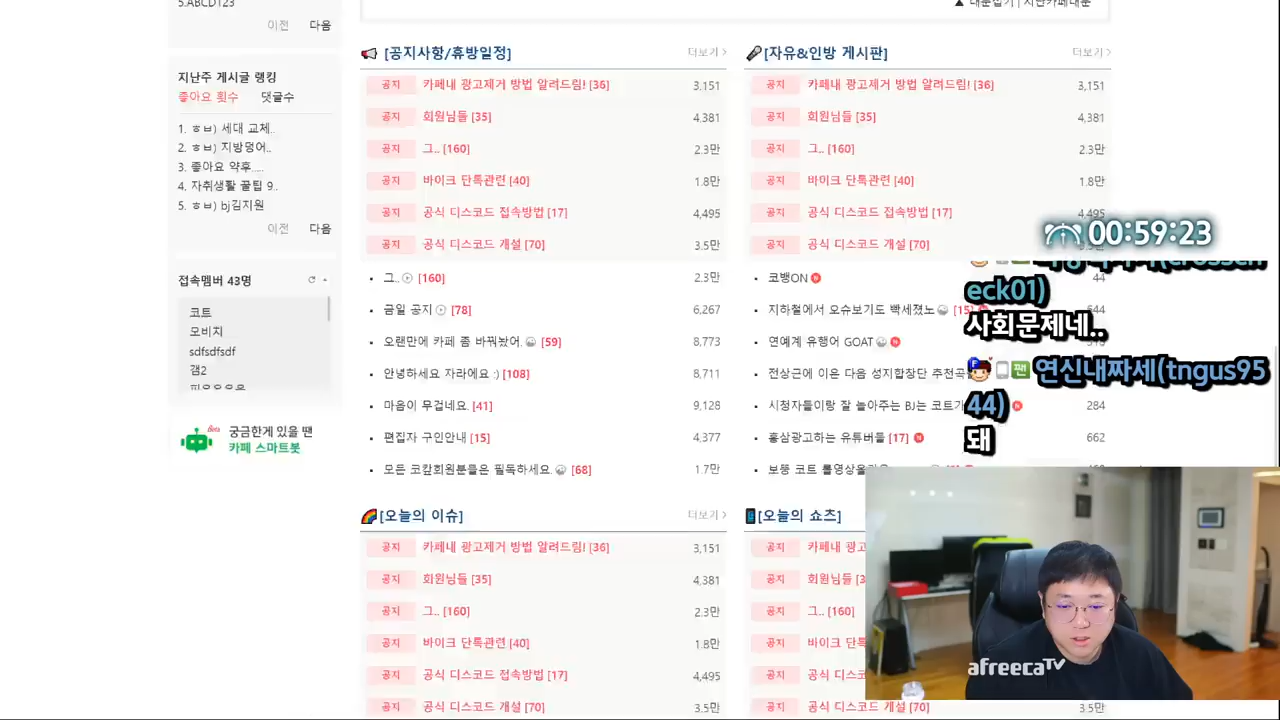 5.ABCD123
이전 다음
지난주 게시글 랭킹
좋아요 횟수 댓글수
1. ㅎㅂ) 세대 교체..
2. ㅎㅂ) 지방덩어..
3. 좋아요 약후.....
4. 자취생활 꿀팁 9..
5. ㅎㅂ) bj김지원
이전 다음
접속멤버 43명
코트
모비치
sdfsdfsdf
갬2
Beta
궁금한게 있을 땐
카페 스마트봇
[공지사항/휴방일정] 더보기
공지 카페내 광고제거 방법 알려드림! [36] 3,151
공지 회원님들 [35] 4,381
공지 그.. [160] 2.3만
공지 바이크 단톡관련 [40] 1.8만
공지 공식 디스코드 접속방법 [17] 4,495
공지 공식 디스코드 개설 [70] 3.5만
그.. [160] 2.3만
금일 공지 [78] 6,267
오랜만에 카페 좀 바꿔놨어. [59] 8,773
안녕하세요 자라에요 :) [108] 8,711
마음이 무겁네요. [41] 9,128
편집자 구인안내 [15] 4,377
모든 코칸회원분들은 필독하세요. [68] 1.7만
[자유&인방 게시판] 더보기
공지 카페내 광고제거 방법 알려드림! [36] 3,151
공지 회원님들 [35] 4,381
공지 그.. [160] 2.3만
공지 바이크 단톡관련 [40] 1.8만
공지 공식 디스코드 접속방법 [17] 4,495
공지 공식 디스코드 개설 [70]
코뱅ON N 44
지하철에서 오슈보기도 빡세졌노 [15]
연예계 유행어 GOAT N
전상근에 이은 다음 성지합창단 추천곡
시청자들이랑 잘 놀아주는 BJ는 코트 284
홍삼광고하는 유튜버들 [17] N 662
00:59:23
eck01)
사회문제네..
팬 연신내짜세(tngus95
44)
돼
[오늘의 이슈] 더보기
공지 카페내 광고제거 방법 알려드림! [36] 3,151
공지 회원님들 [35] 4,381
공지 그.. [160] 2.3만
공지 바이크 단톡관련 [40] 1.8만
공지 공식 디스코드 접속방법 [17] 4,495
공지 공식 디스코드 개설 [70] 3.5만
[오늘의 쇼츠]
공지 카페내 광고
공지 회원님들
공지 그.. [160]
공지 바이크 단톡
공지 공식 디스
공지 공식 디스코드 개설 [70] 3.5만
afreecaTV